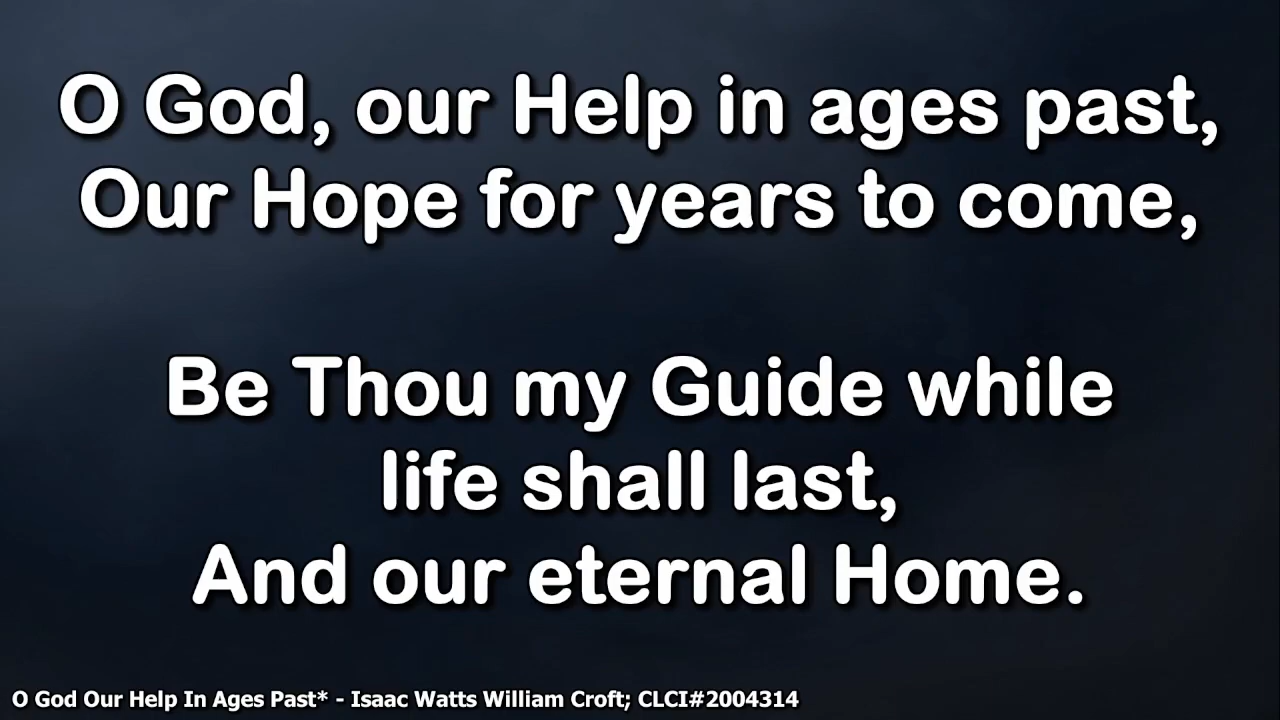 O God, our Help in ages past,
Our Hope for years to come,
Be Thou my Guide while
life shall last,
And our eternal Home.
O God Our Help In Ages Past* - Isaac Watts William Croft; CLCI#2004314